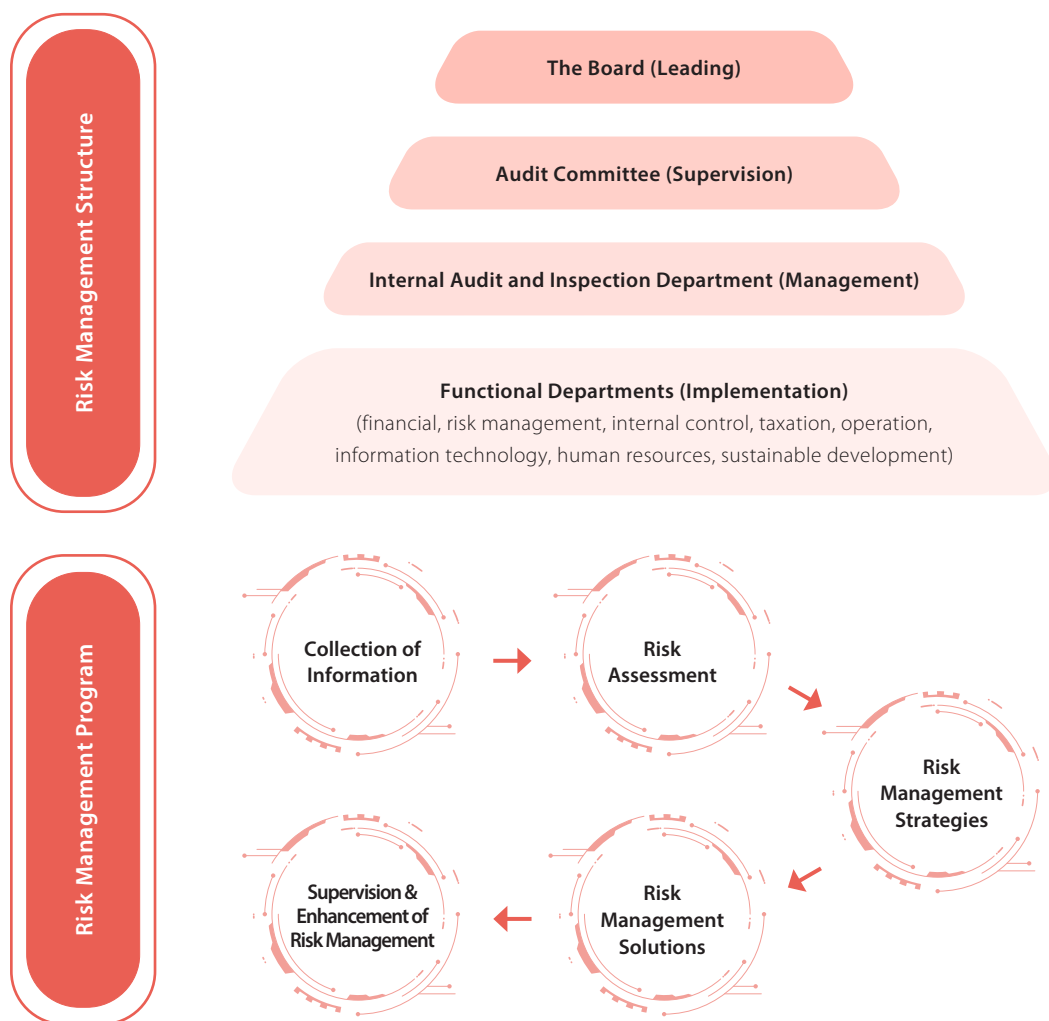 Risk Management Structure
The Board (Leading)
Audit Committee (Supervision)
Internal Audit and Inspection Department (Management)
Functional Departments (Implementation)
(financial, risk management, internal control, taxation, operation,
information technology, human resources, sustainable development)
Risk Management Program
Collection of
Information
Risk
Assessment
Risk
Management
Strategies
Risk
Management
Solutions
Supervision &
Enhancement of
Risk Management